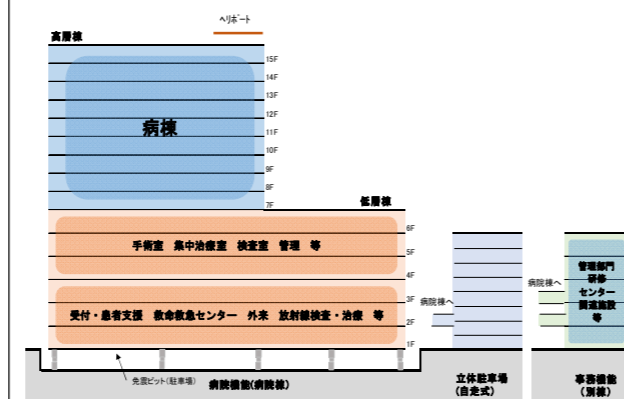 ヘリポート
高層棟
15F
14F
13F
12F
11F
10F
9F
8F
7F
病棟
低層棟
6F
5F
4F
3F
2F
1F
手術室 集中治療室 検査室 管理 等
受付・患者支援 救命救急センター 外来 放射線検査・治療 等
病院棟へ
病院棟へ
管理部門
研修
センター
関連施設
等
免震ピット(駐車場)
病院機能(病院棟)
立体駐車場
(自走式)
事務機能
(別棟)